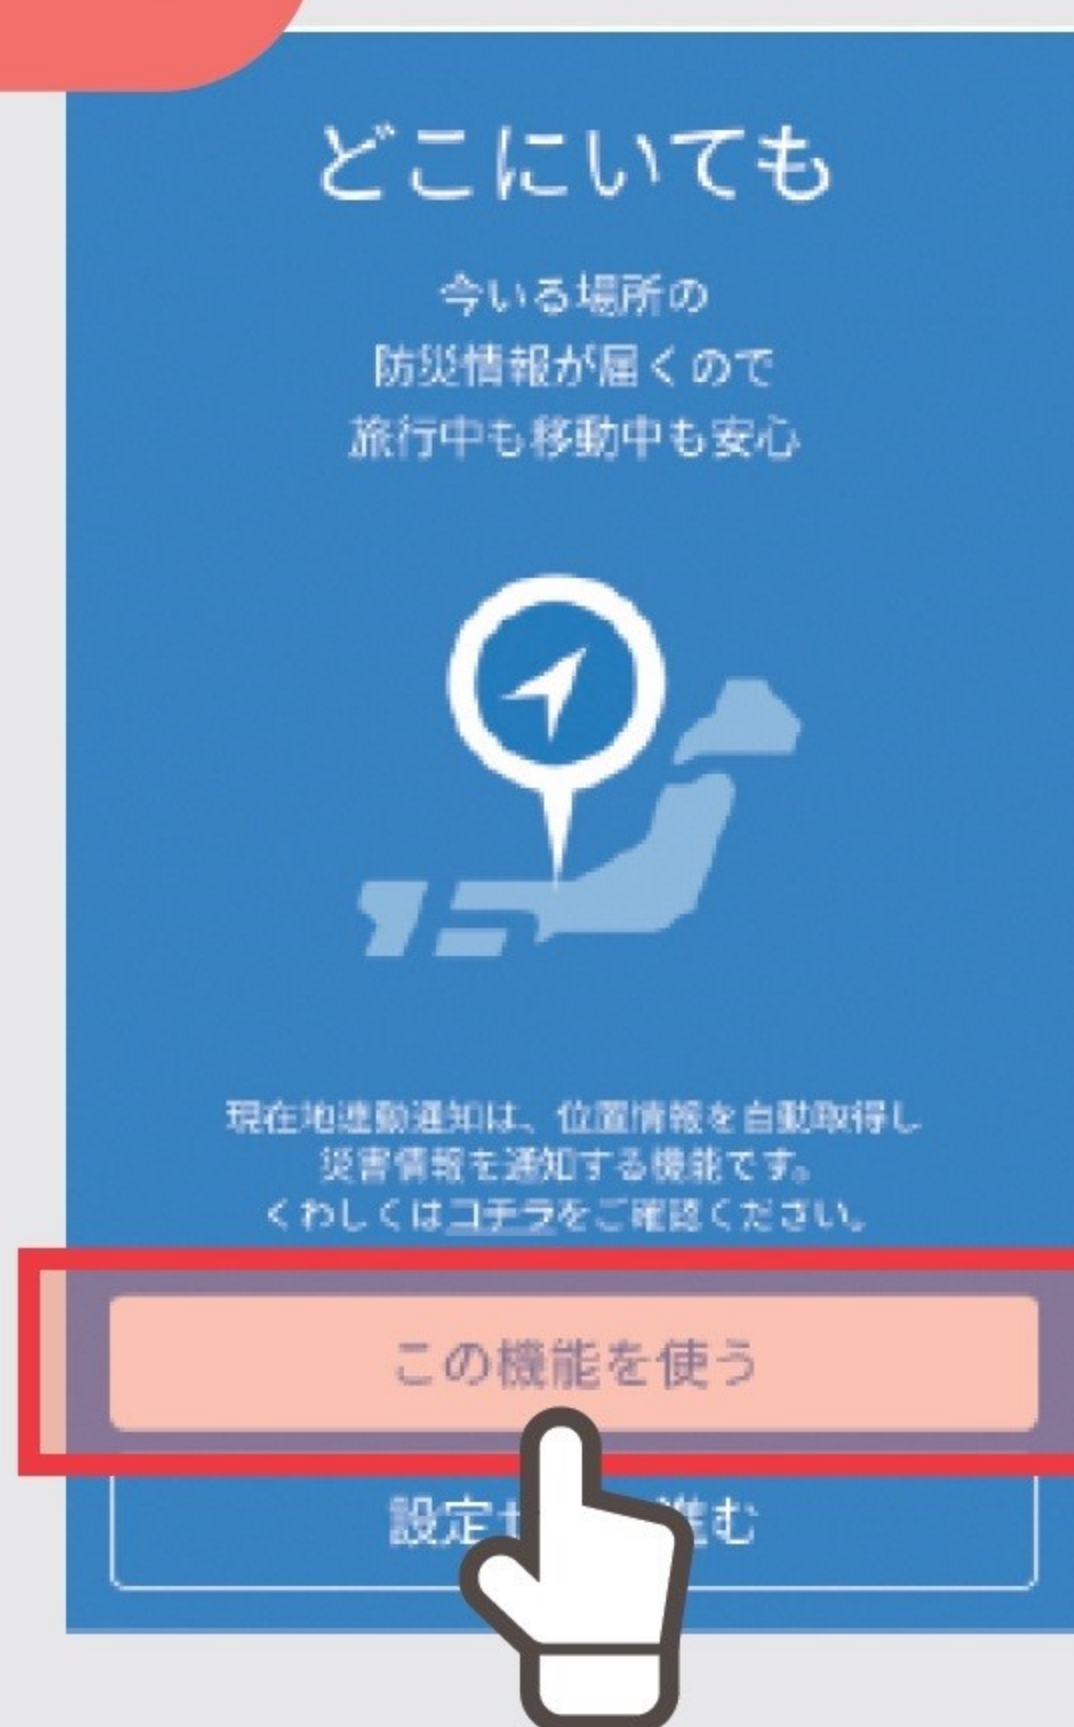 どこにいても
今いる場所の
防災情報が届くので
旅行中も移動中も安心
現在地連動通知は、位置情報を自動取得し
災害情報を通知する機能です。
くわしくはコチラをご確認ください。
この機能を使う
設定 進む